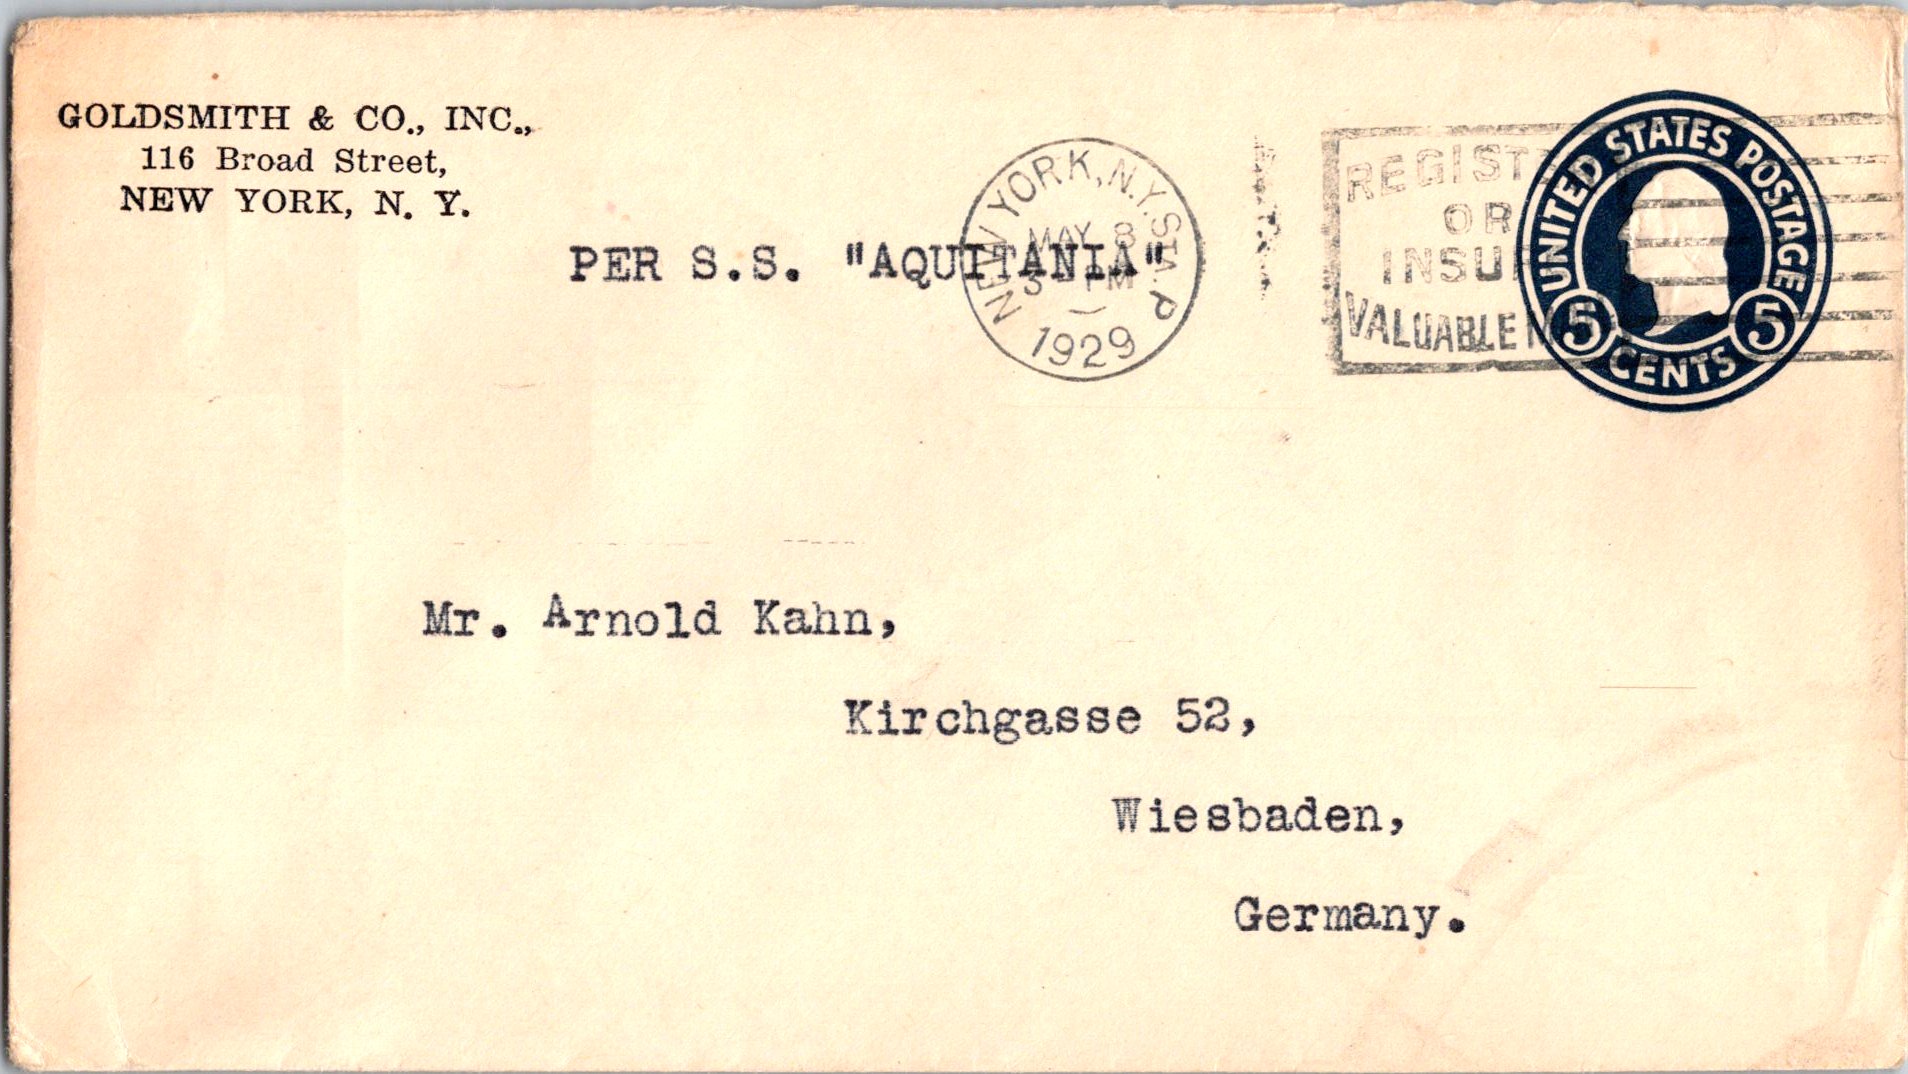 GOLDSMITH & CO., INC.,
116 Broad Street,
NEW YORK, N. Y.
PER S.S. "AQUITANIA"
NEW YORK, N.Y. STA. P
MAY 8
3 - PM
1929
REGIST
OR
INSU
VALUABLE
UNITED STATES POSTAGE
5 5
CENTS
Mr. Arnold Kahn,
Kirchgasse 52,
Wiesbaden,
Germany.